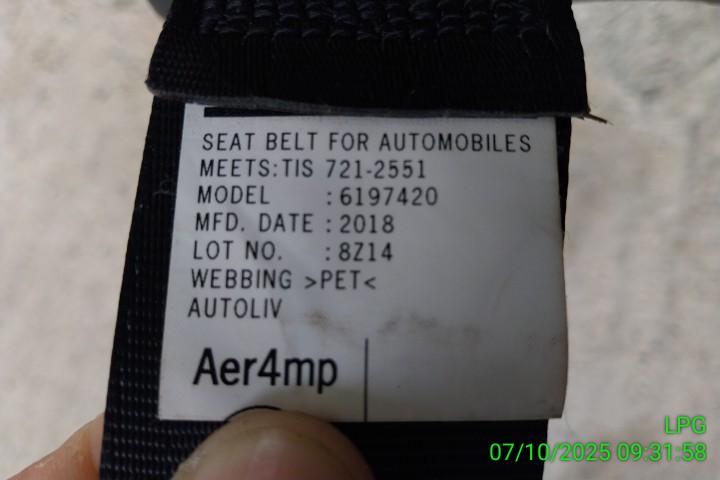 SEAT BELT FOR AUTOMOBILES
MEETS:TIS 721-2551
MODEL : 6197420
MFD. DATE : 2018
LOT NO. : 8Z14
WEBBING >PET<
AUTOLIV
Aer4mp
LPG
07/10/2025 09:31:58